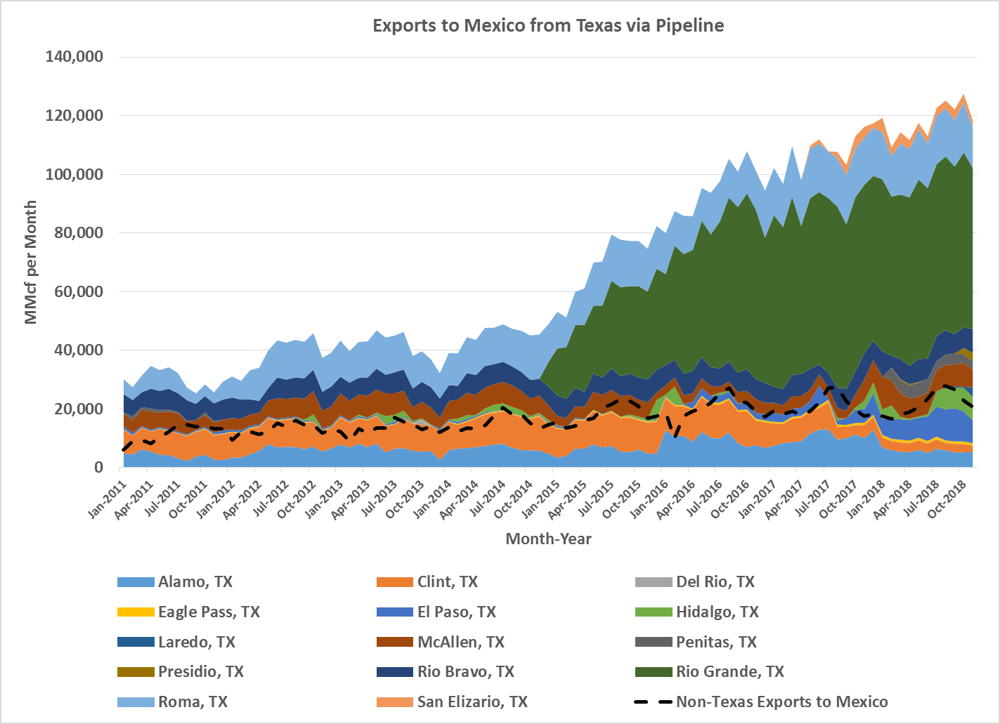 Exports to Mexico from Texas via Pipeline
MMcf per Month
140,000
120,000
100,000
80,000
60,000
40,000
20,000
0
Jan-2011
Apr-2011
Jul-2011
Oct-2011
Jan-2012
Apr-2012
Jul-2012
Oct-2012
Jan-2013
Apr-2013
Jul-2013
Oct-2013
Jan-2014
Apr-2014
Jul-2014
Oct-2014
Jan-2015
Apr-2015
Jul-2015
Oct-2015
Jan-2016
Apr-2016
Jul-2016
Oct-2016
Jan-2017
Apr-2017
Jul-2017
Oct-2017
Jan-2018
Apr-2018
Jul-2018
Oct-2018
Month-Year
Alamo, TX
Clint, TX
Del Rio, TX
Eagle Pass, TX
El Paso, TX
Hidalgo, TX
Laredo, TX
McAllen, TX
Penitas, TX
Presidio, TX
Rio Bravo, TX
Rio Grande, TX
Roma, TX
San Elizario, TX
Non-Texas Exports to Mexico